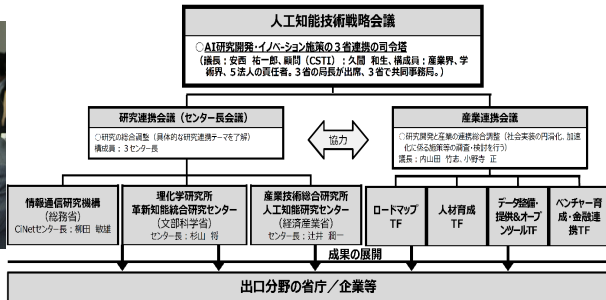 人工知能技術戦略会議
○AI研究開発・イノベーション施策の3省連携の司令塔
(議長:安西 祐一郎、顧問(CSTI):久間 和生、構成員:産業界、学
術界、5法人の責任者。3省の局長が出席、3省で共同事務局。)
研究連携会議(センター長会議)
○研究の総合調整(具体的な研究連携テーマを了解)
構成員:3センター長
協力
産業連携会議
○研究開発と産業の連携総合調整(社会実装の円滑化、加速
化に係る施策等の調査・検討を行う)
議長:内山田 竹志、小野寺 正
情報通信研究機構
(総務省)
CiNetセンター長:柳田 敏雄
理化学研究所
革新知能統合研究センター
(文部科学省)
センター長:杉山 将
産業技術総合研究所
人工知能研究センター
(経済産業省)
センター長:辻井 潤一
ロードマップ
TF
人材育成
TF
データ整備・
提供&オープ
ンツールTF
ベンチャー育
成・金融連
携TF
成果の展開
出口分野の省庁/企業等